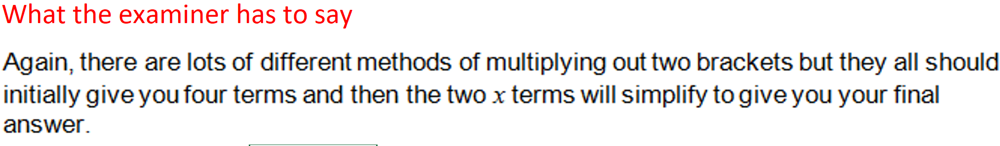 What the examiner has to say
Again, there are lots of different methods of multiplying out two brackets but they all should
initially give you four terms and then the two x terms will simplify to give you your final
answer.